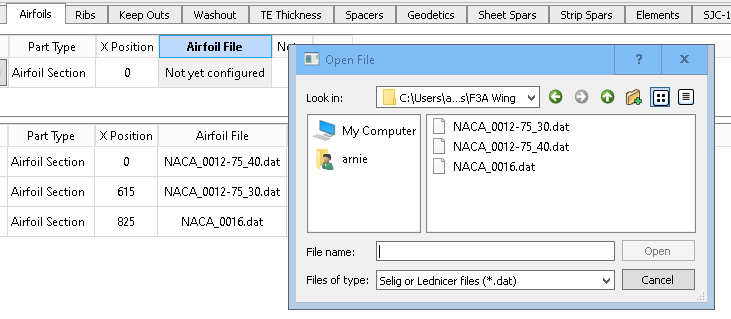 Airfoils Ribs Keep Outs Washout TE Thickness Spacers Geodetics Sheet Spars Strip Spars Elements SJC-1
Part Type X Position Airfoil File
Airfoil Section 0 Not yet configured
Part Type X Position Airfoil File
Airfoil Section 0 NACA_0012-75_40.dat
Airfoil Section 615 NACA_0012-75_30.dat
Airfoil Section 825 NACA_0016.dat
Open File ? X
Look in: C:\Users\a...s\F3A Wing
My Computer
arnie
NACA_0012-75_30.dat
NACA_0012-75_40.dat
NACA_0016.dat
File name: Open
Files of type: Selig or Lednicer files (*.dat) Cancel